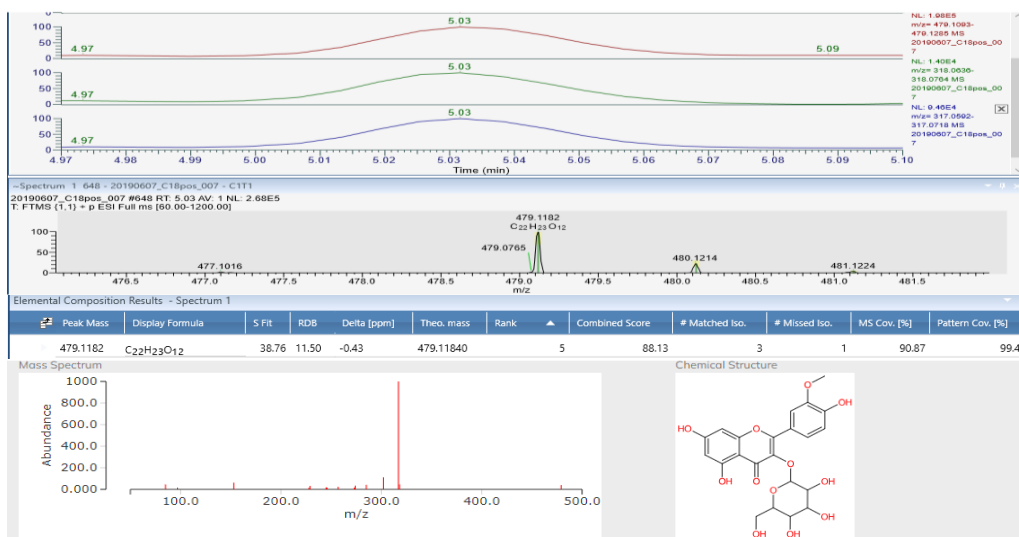 100
50
0
4.97
5.03
5.09
NL: 1.98E5
m/z= 479.1093-
479.1285 MS
20190607_C18pos_00
7
100
50
0
4.97
5.03
NL: 1.40E4
m/z= 318.0636-
318.0764 MS
20190607_C18pos_00
7
100
50
0
4.97
5.03
NL: 9.46E4
m/z= 317.0592-
317.0718 MS
20190607_C18pos_00
7
4.97 4.98 4.99 5.00 5.01 5.02 5.03 5.04 5.05 5.06 5.07 5.08 5.09 5.10
Time (min)
Spectrum 1 648 - 20190607_C18pos_007 - C1T1
20190607_C18pos_007 #648 RT: 5.03 AV: 1 NL: 2.68E5
T: FTMS {1,1} + p ESI Full ms [60.00-1200.00]
479.1182
C22H23O12
100
50
0
477.1016
479.0765
480.1214
481.1224
476.5 477.0 477.5 478.0 478.5 479.0 479.5 480.0 480.5 481.0 481.5
m/z
Elemental Composition Results - Spectrum 1
Peak Mass Display Formula S Fit RDB Delta [ppm] Theo. mass Rank Combined Score # Matched Iso. # Missed Iso. MS Cov. [%] Pattern Cov. [%]
479.1182 C22H23O12 38.76 11.50 -0.43 479.11840 5 88.13 3 1 90.87 99.4
Mass Spectrum
1000
800.0
600.0
400.0
200.0
0.000
Abundance
100.0 200.0 300.0 400.0 500.0
m/z
Chemical Structure
O
OH
HO
O
OH
O
O
O
OH
HO
OH
OH